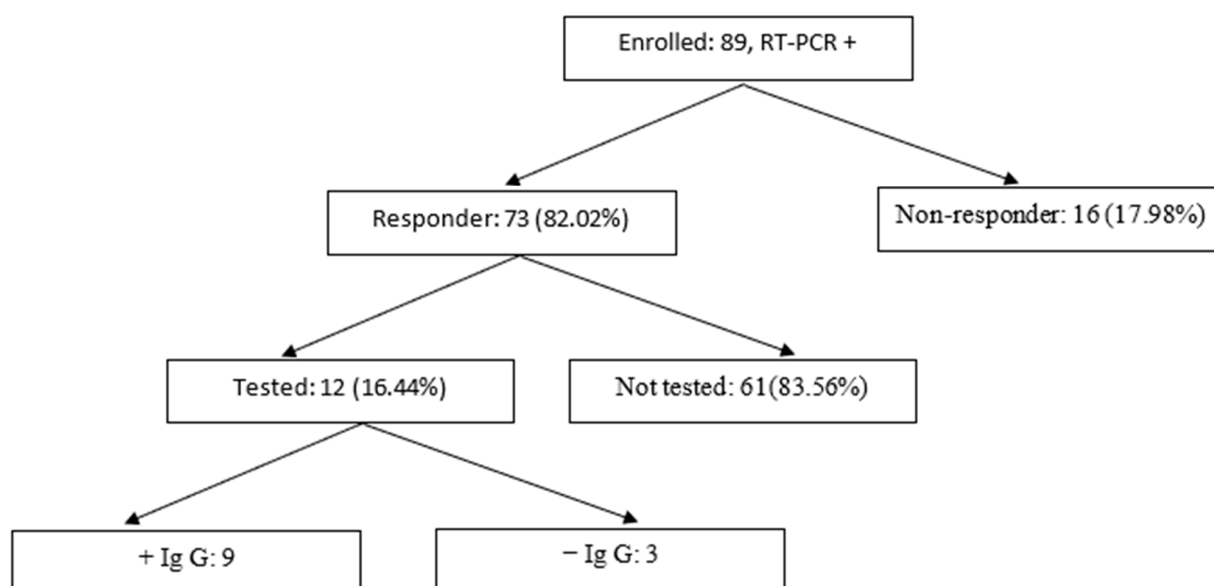 Enrolled: 89, RT-PCR +
Responder: 73 (82.02%)
Non-responder: 16 (17.98%)
Tested: 12 (16.44%)
Not tested: 61(83.56%)
+ Ig G: 9
− Ig G: 3